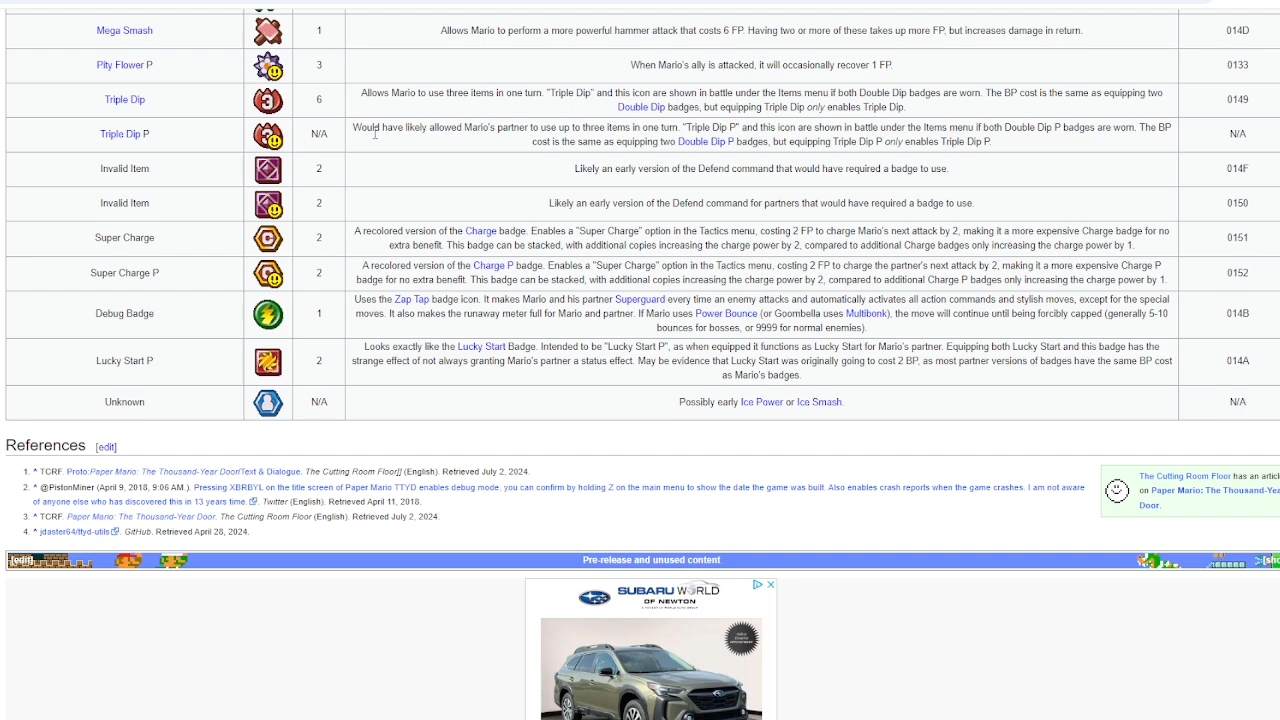 Mega Smash 1 Allows Mario to perform a more powerful hammer attack that costs 6 FP. Having two or more of these takes up more FP, but increases damage in return. 014D
Pity Flower P 3 When Mario's ally is attacked, it will occasionally recover 1 FP. 0133
Triple Dip 3 6 Allows Mario to use three items in one turn. "Triple Dip" and this icon are shown in battle under the Items menu if both Double Dip badges are worn. The BP cost is the same as equipping two
Double Dip badges, but equipping Triple Dip only enables Triple Dip. 0149
Triple Dip P N/A Would have likely allowed Mario's partner to use up to three items in one turn. "Triple Dip P" and this icon are shown in battle under the Items menu if both Double Dip P badges are worn. The BP
cost is the same as equipping two Double Dip P badges, but equipping Triple Dip P only enables Triple Dip P. N/A
Invalid Item 2 Likely an early version of the Defend command that would have required a badge to use. 014F
Invalid Item 2 Likely an early version of the Defend command for partners that would have required a badge to use. 0150
Super Charge C 2 A recolored version of the Charge badge. Enables a "Super Charge" option in the Tactics menu, costing 2 FP to charge Mario's next attack by 2, making it a more expensive Charge badge for no
extra benefit. This badge can be stacked, with additional copies increasing the charge power by 2, compared to additional Charge badges only increasing the charge power by 1. 0151
Super Charge P C 2 A recolored version of the Charge P badge. Enables a "Super Charge" option in the Tactics menu, costing 2 FP to charge the partner's next attack by 2, making it a more expensive Charge P
badge for no extra benefit. This badge can be stacked, with additional copies increasing the charge power by 2, compared to additional Charge P badges only increasing the charge power by 1. 0152
Debug Badge 1 Uses the Zap Tap badge icon. It makes Mario and his partner Superguard every time an enemy attacks and automatically activates all action commands and stylish moves, except for the special
moves. It also makes the runaway meter full for Mario and partner. If Mario uses Power Bounce (or Goombella uses Multibonk), the move will continue until being forcibly capped (generally 5-10
bounces for bosses, or 9999 for normal enemies). 014B
Lucky Start P 2 Looks exactly like the Lucky Start Badge. Intended to be "Lucky Start P", as when equipped it functions as Lucky Start for Mario's partner. Equipping both Lucky Start and this badge has the
strange effect of not always granting Mario's partner a status effect. May be evidence that Lucky Start was originally going to cost 2 BP, as most partner versions of badges have the same BP cost
as Mario's badges. 014A
Unknown N/A Possibly early Ice Power or Ice Smash. N/A
References [edit]
1. ^ TCRF. Proto:Paper Mario: The Thousand-Year Door/Text & Dialogue. The Cutting Room Floor]] (English). Retrieved July 2, 2024.
2. ^ @PistonMiner (April 9, 2018, 9:06 AM.). Pressing XBRBYL on the title screen of Paper Mario TTYD enables debug mode, you can confirm by holding Z on the main menu to show the date the game was built. Also enables crash reports when the game crashes. I am not aware
of anyone else who has discovered this in 13 years time. Twitter (English). Retrieved April 11, 2018.
3. ^ TCRF. Paper Mario: The Thousand-Year Door. The Cutting Room Floor (English). Retrieved July 2, 2024.
4. ^ jdaster64/ttyd-utils. GitHub. Retrieved April 28, 2024.
The Cutting Room Floor has an articl
on Paper Mario: The Thousand-Yea
Door.
[edit] Pre-release and unused content [sho
SUBARU WORLD
OF NEWTON